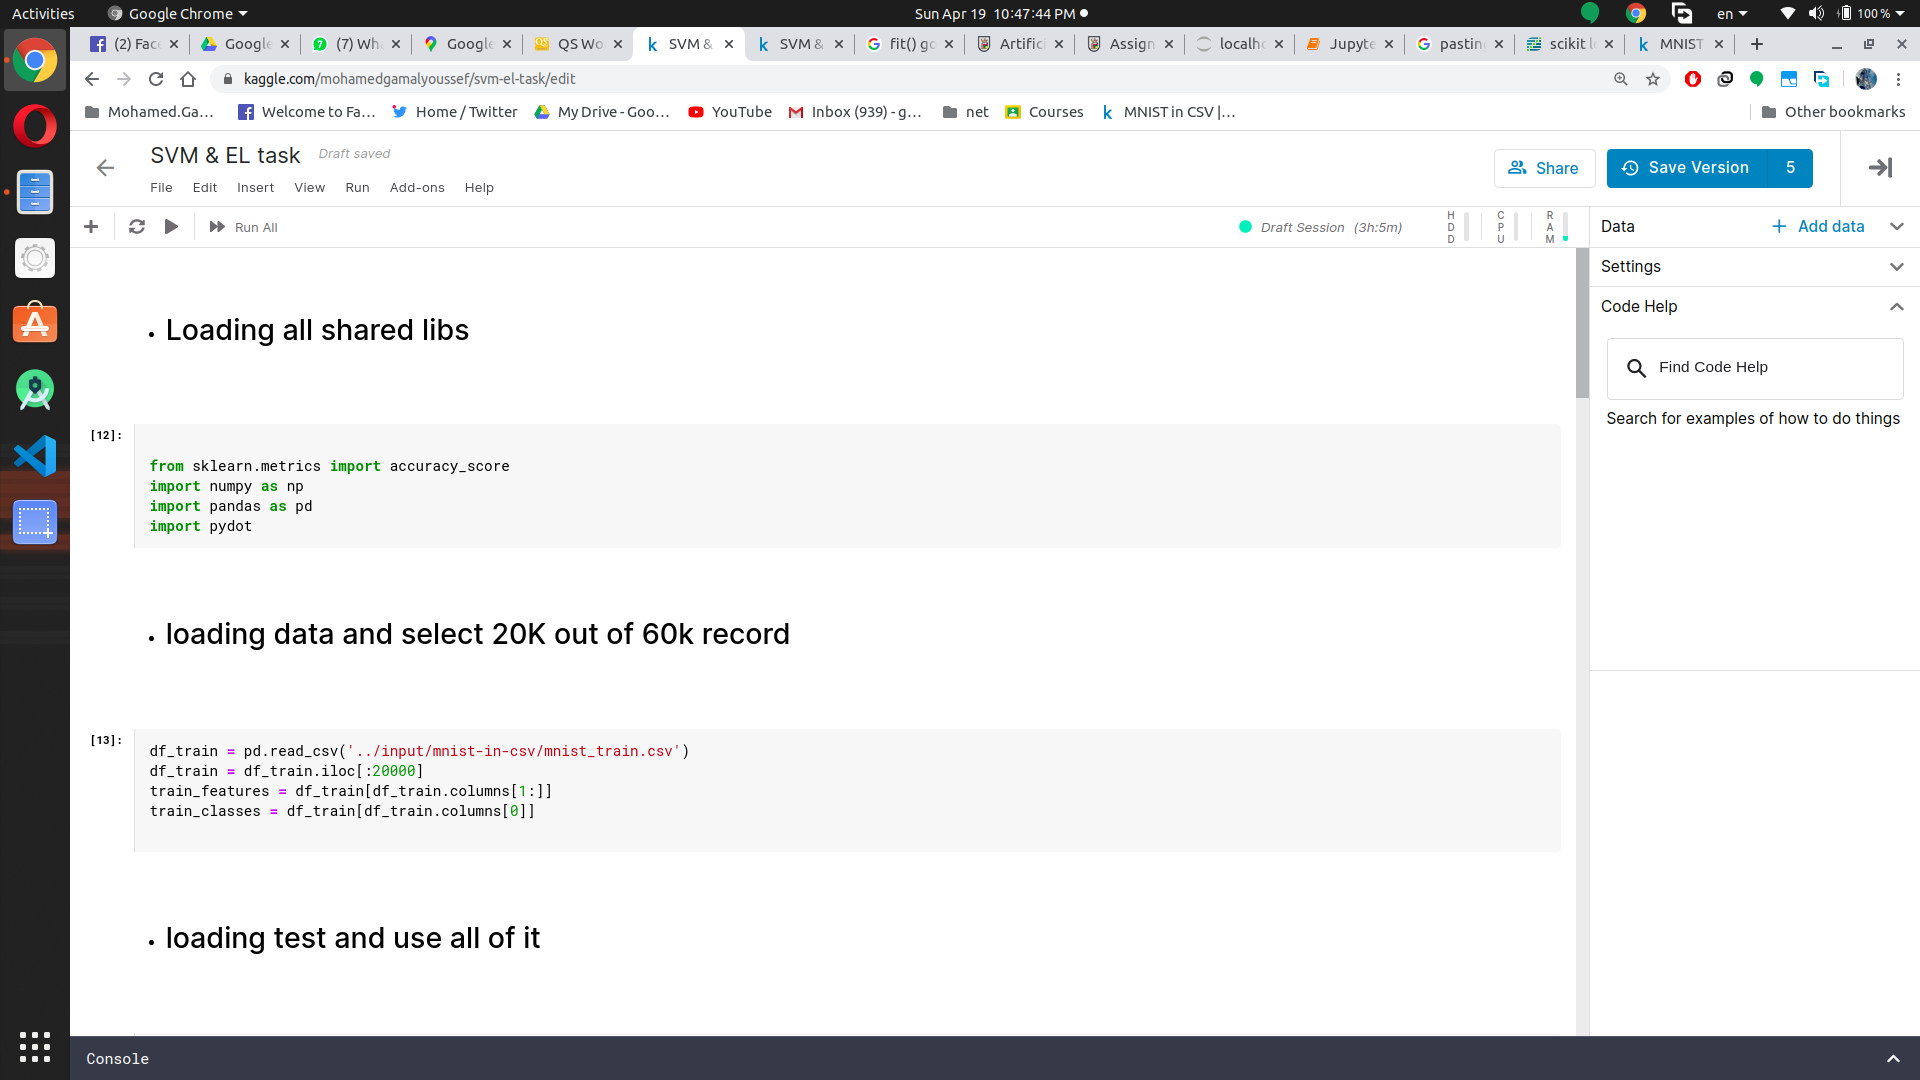 Activities
Google Chrome
Sun Apr 19 10:47:44 PM
en
100 %
(2) Fac
Google
(7) Wh
Google
QS Wo
SVM &
SVM &
fit() go
Artific
Assign
localh
Jupyte
pastin
scikit l
MNIST
kaggle.com/mohamedgamalyoussef/svm-el-task/edit
Mohamed.Ga...
Welcome to Fa...
Home / Twitter
My Drive - Goo...
YouTube
Inbox (939) - g...
net
Courses
MNIST in CSV |...
Other bookmarks
SVM & EL task
Draft saved
File
Edit
Insert
View
Run
Add-ons
Help
Share
Save Version
5
Run All
Draft Session (3h:5m)
HDD
CPU
RAM
Data
Add data
Settings
Code Help
Find Code Help
Search for examples of how to do things
Loading all shared libs
[12]:
from sklearn.metrics import accuracy_score
import numpy as np
import pandas as pd
import pydot
loading data and select 20K out of 60k record
[13]:
df_train = pd.read_csv('../input/mnist-in-csv/mnist_train.csv')
df_train = df_train.iloc[:20000]
train_features = df_train[df_train.columns[1:]]
train_classes = df_train[df_train.columns[0]]
loading test and use all of it
Console